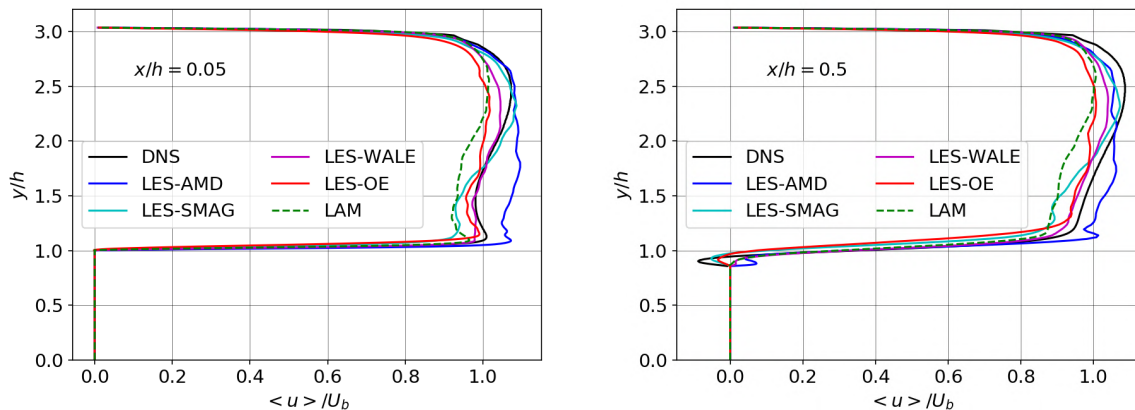 3.0
x/h = 0.05
2.5
2.0
DNS
LES-WALE
LES-AMD
LES-OE
LES-SMAG
LAM
1.5
1.0
0.5
0.0
y/h
0.0 0.2 0.4 0.6 0.8 1.0
< u > /U_b
3.0
x/h = 0.5
2.5
2.0
DNS
LES-WALE
LES-AMD
LES-OE
LES-SMAG
LAM
1.5
1.0
0.5
0.0
y/h
0.0 0.2 0.4 0.6 0.8 1.0
< u > /U_b